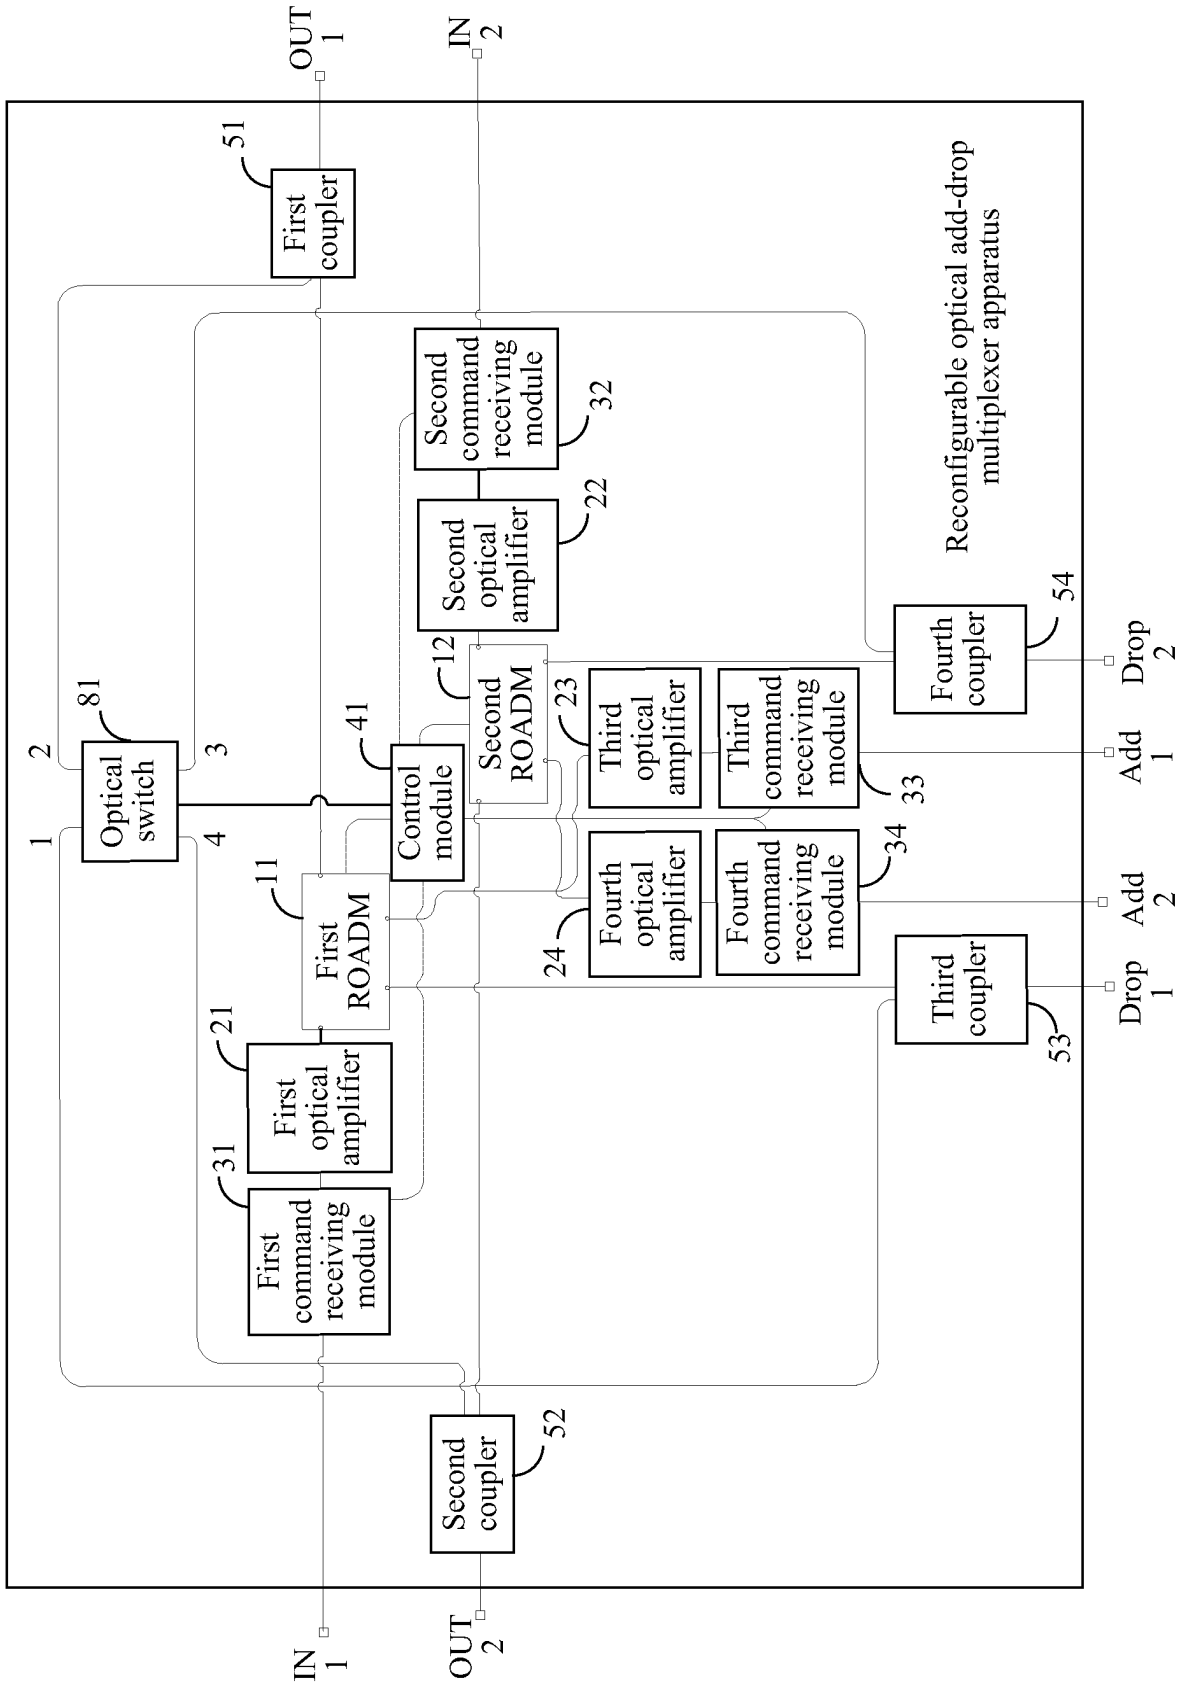 IN
1
OUT
2
OUT
1
IN
2
1
2
3
4
Optical
switch
81
First
command
receiving
module
31
First
optical
amplifier
21
First
ROADM
11
Control
module
41
First
coupler
51
Second
coupler
52
Second
ROADM
12
Second
optical
amplifier
22
Second
command
receiving
module
32
Fourth
optical
amplifier
24
Third
optical
amplifier
23
Fourth
command
receiving
module
34
Third
command
receiving
module
33
Third
coupler
53
Fourth
coupler
54
Reconfigurable optical add-drop
multiplexer apparatus
Drop
1
Add
2
Add
1
Drop
2